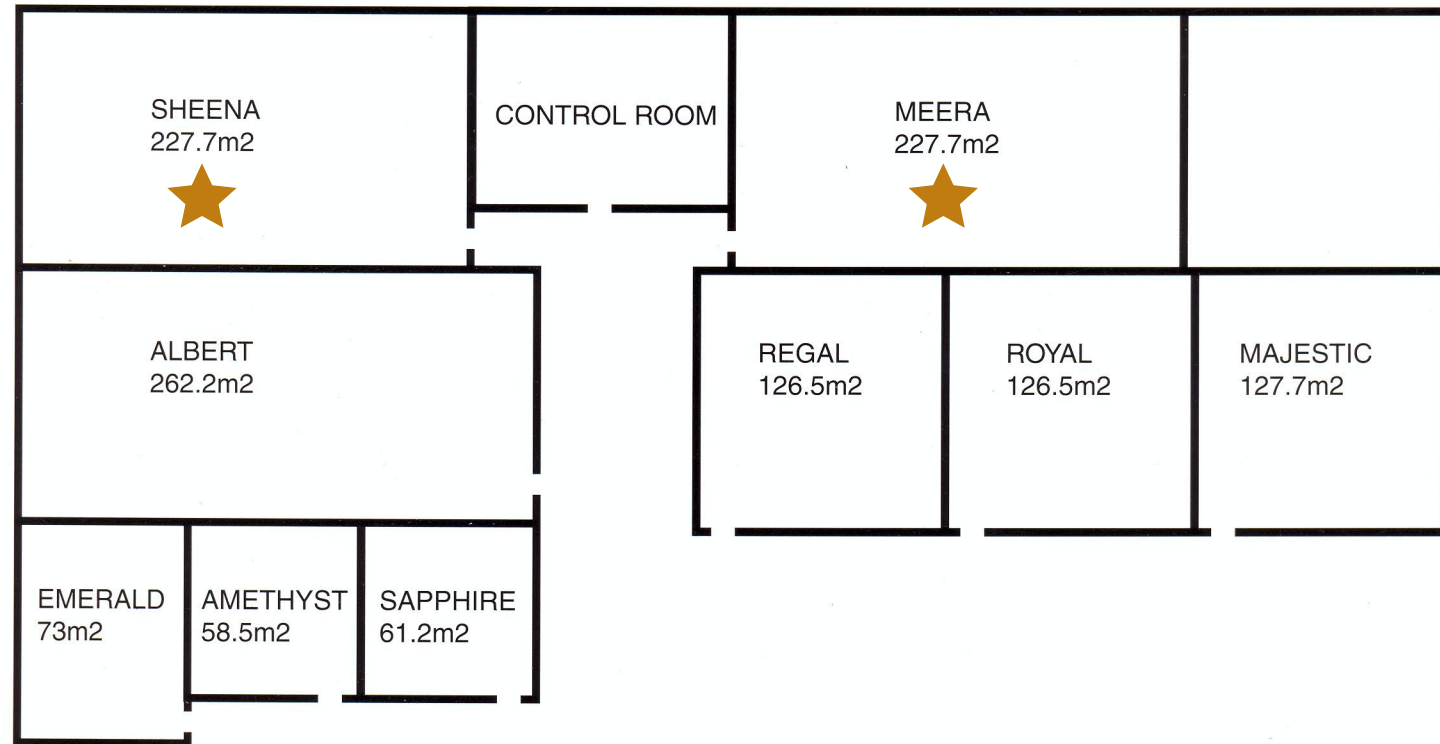 SHEENA
227.7m2
CONTROL ROOM
MEERA
227.7m2
ALBERT
262.2m2
REGAL
126.5m2
ROYAL
126.5m2
MAJESTIC
127.7m2
EMERALD
73m2
AMETHYST
58.5m2
SAPPHIRE
61.2m2